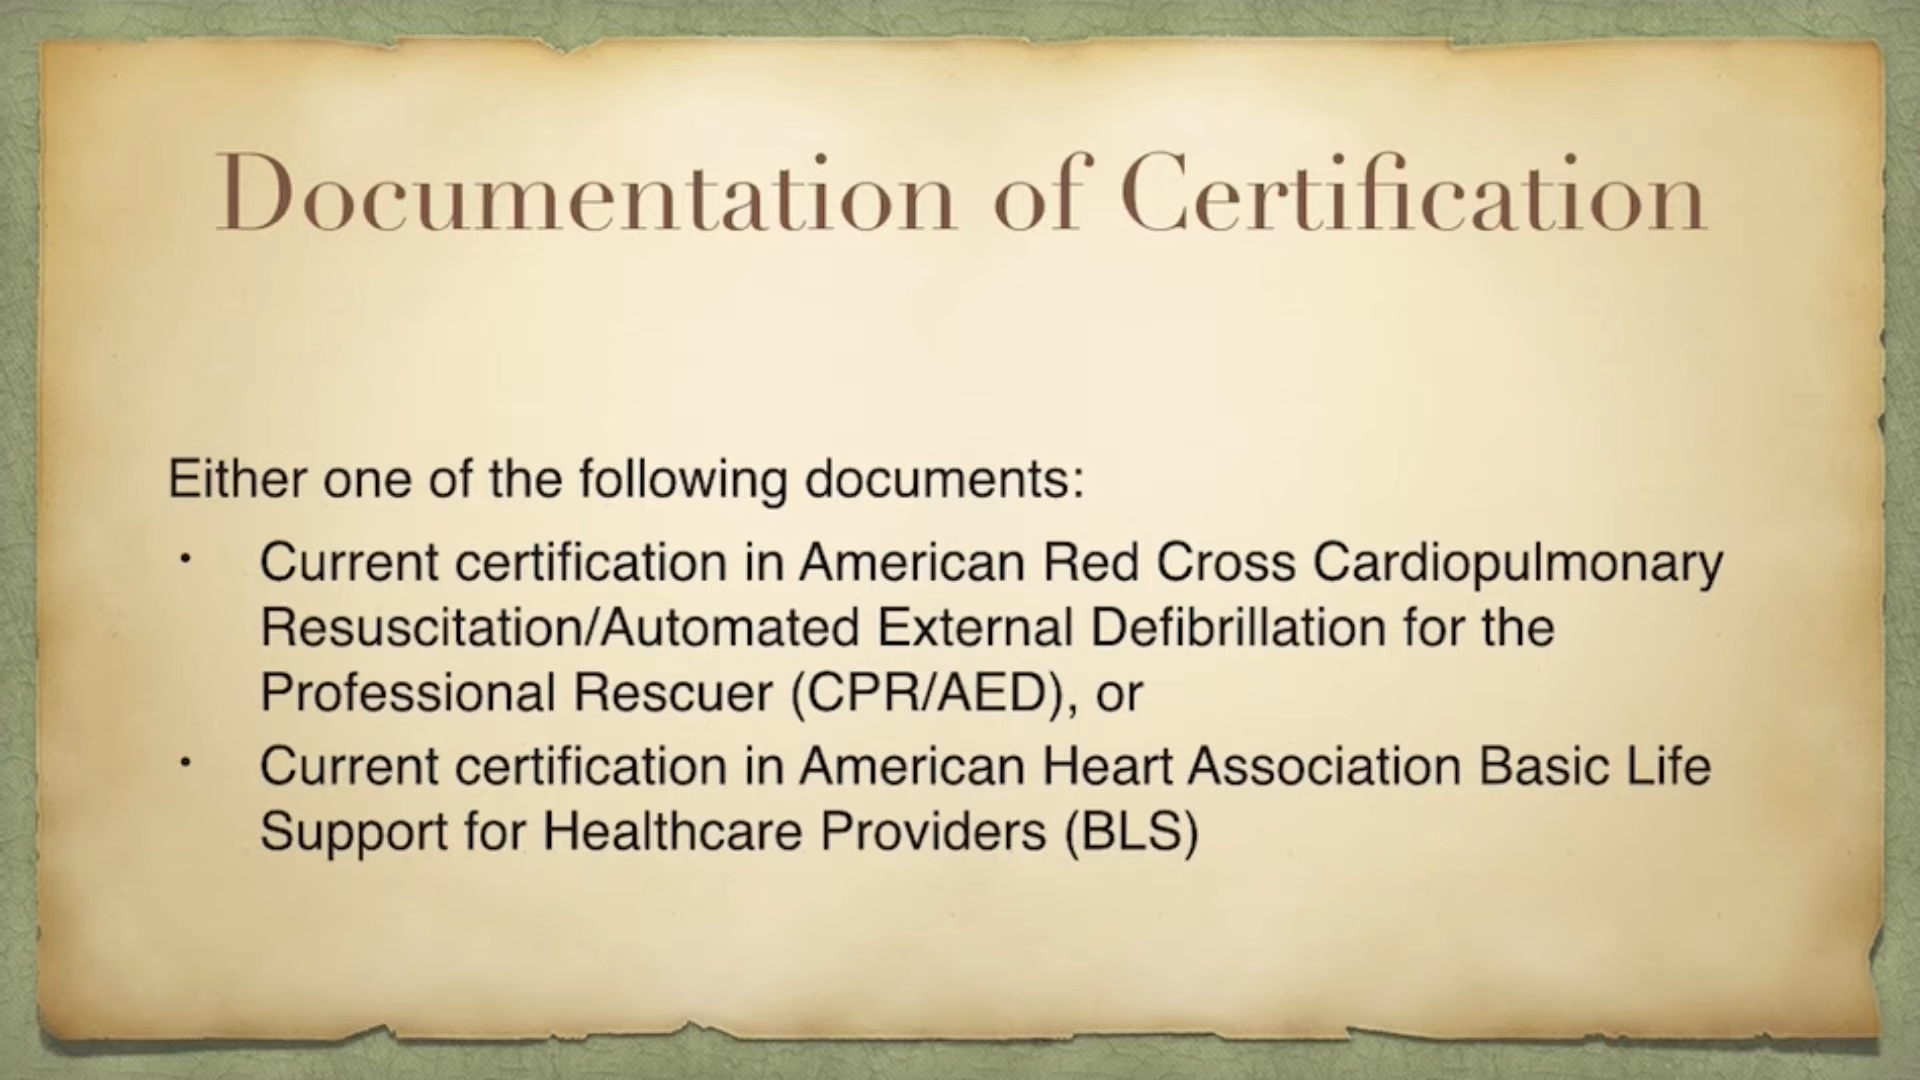 Documentation of Certification
Either one of the following documents:
• Current certification in American Red Cross Cardiopulmonary
Resuscitation/Automated External Defibrillation for the
Professional Rescuer (CPR/AED), or
• Current certification in American Heart Association Basic Life
Support for Healthcare Providers (BLS)